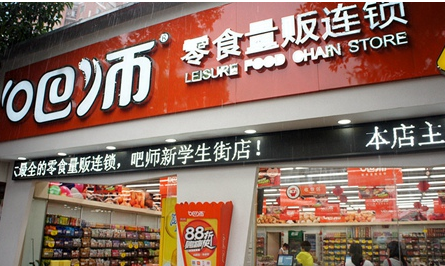 吧师®
零食量贩连锁
LEISURE FOOD CHAIN STORE
最全的零食量贩连锁，吧师新学生街店！ 本店主
88折